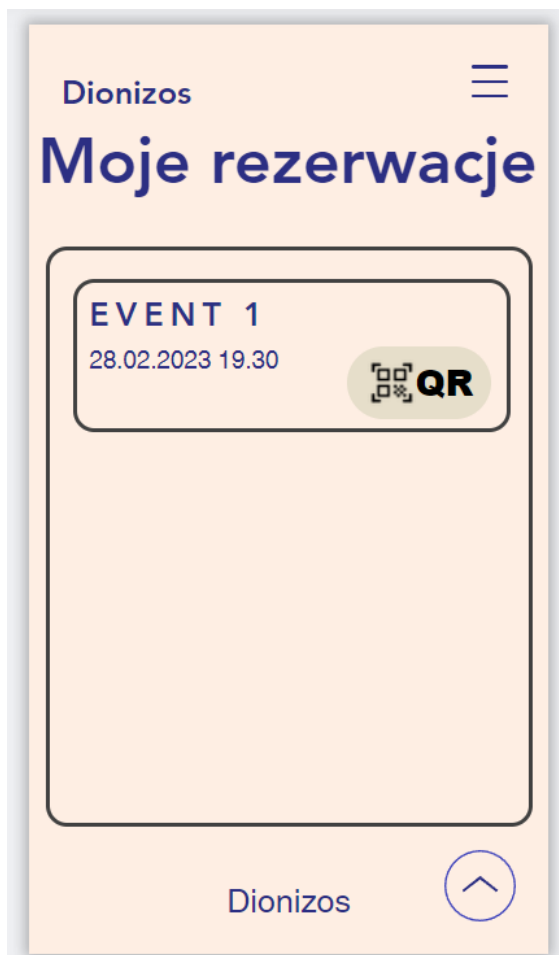 Dionizos
Moje rezerwacje
EVENT 1
28.02.2023 19.30
QR
Dionizos